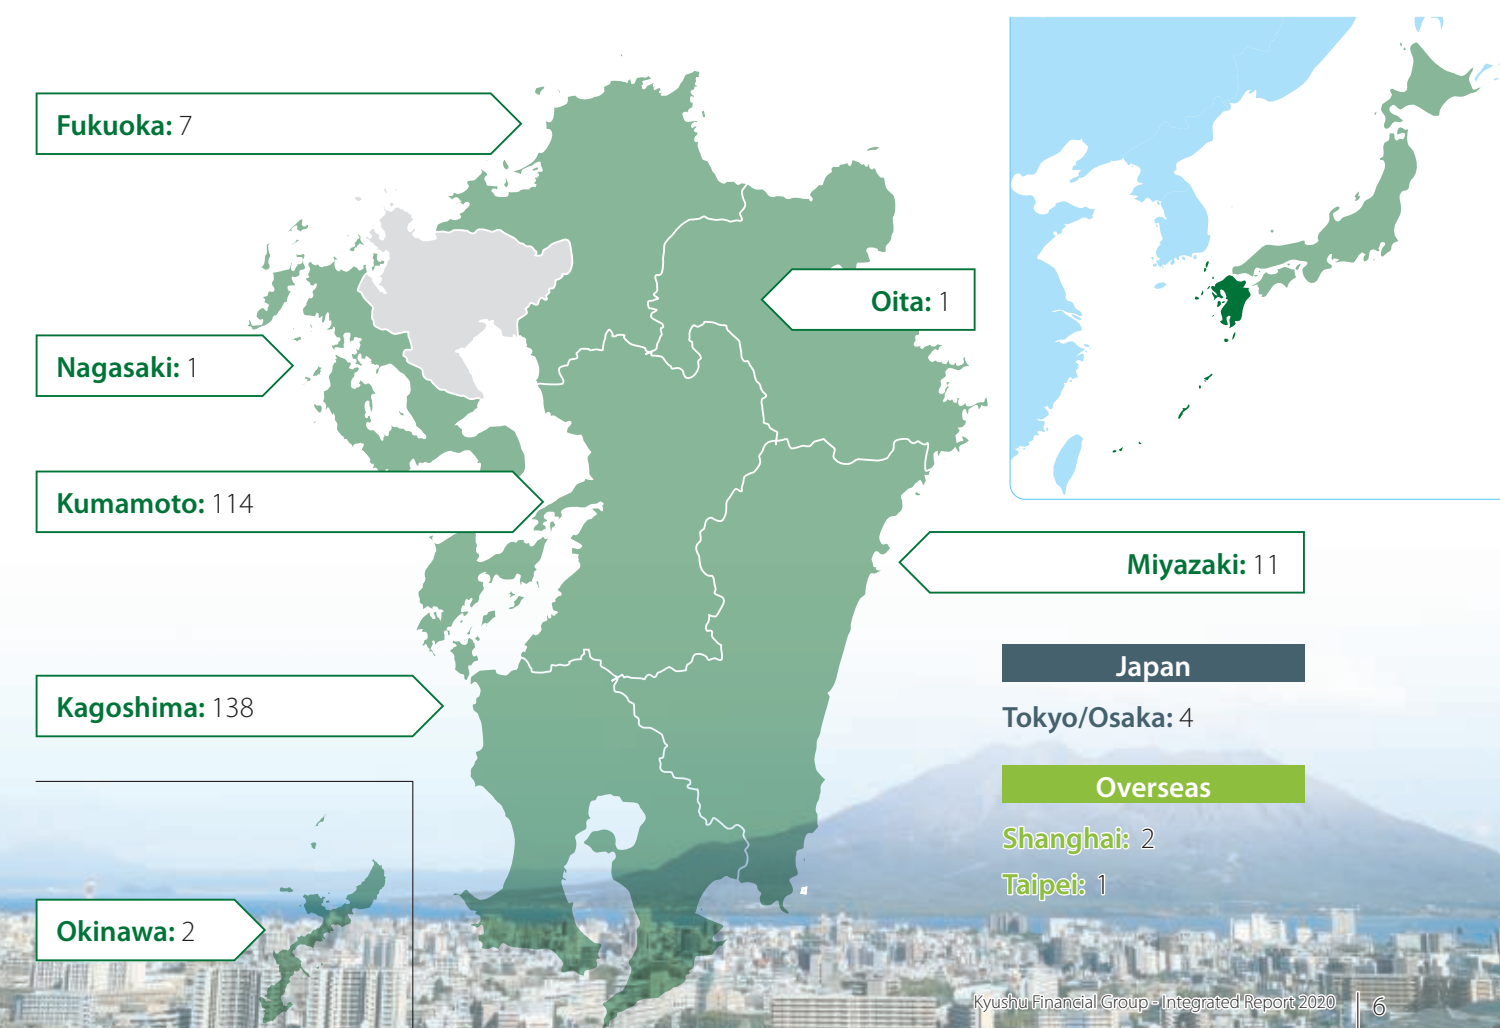 Fukuoka: 7
Oita: 1
Nagasaki: 1
Kumamoto: 114
Miyazaki: 11
Kagoshima: 138
Okinawa: 2
Japan
Tokyo/Osaka: 4
Overseas
Shanghai: 2
Taipei: 1
Kyushu Financial Group - Integrated Report 2020 | 6